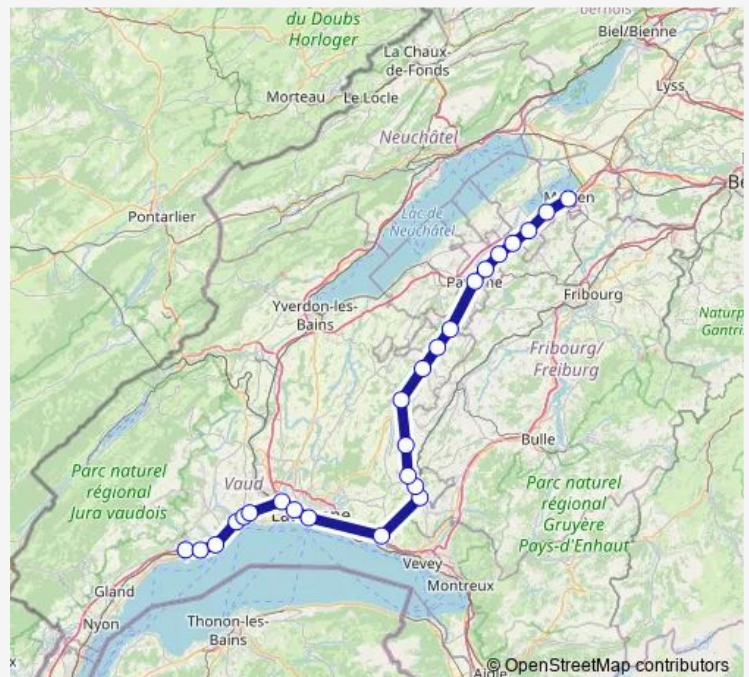 du Doubs
Horloger
Biel/Bienne
La Chaux-
de-Fonds
Lyss
Morteau
Le Locle
Neuchâtel
Pontarlier
Lac de
Neuchâtel
Yverdon-les-
Bains
Fribourg
Fribourg/
Freiburg
Bulle
Parc naturel
régional
Jura vaudois
Vaud
Parc naturel
régional
Gruyère
Pays-d'Enhaut
Vevey
Gland
Montreux
Nyon
Thonon-les-
Bains
© OpenStreetMap contributors